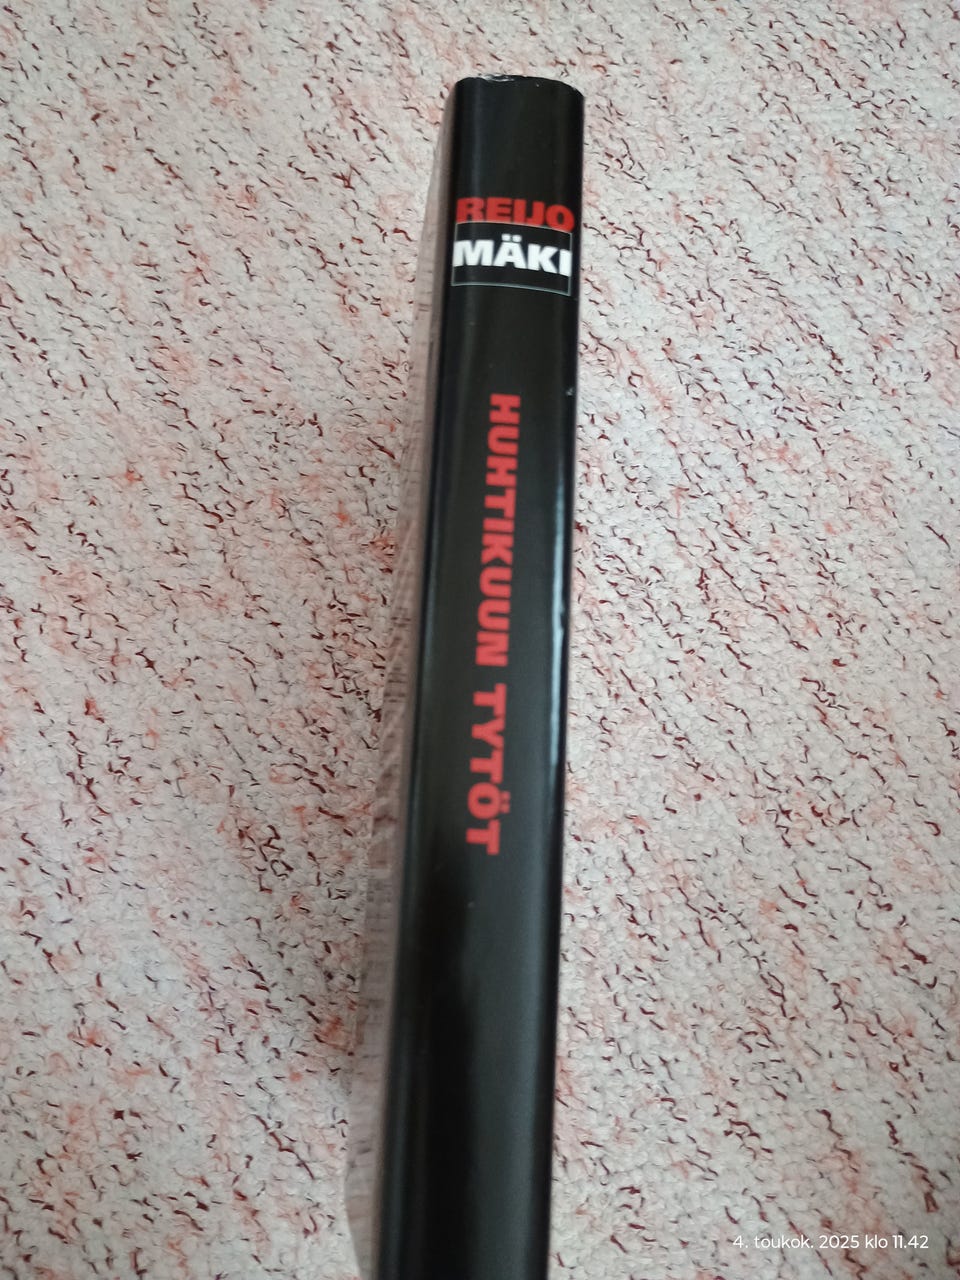 REIJO
MÄKI
HUHTIKUUN TYTÖT
4. toukok. 2025 klo 11.42